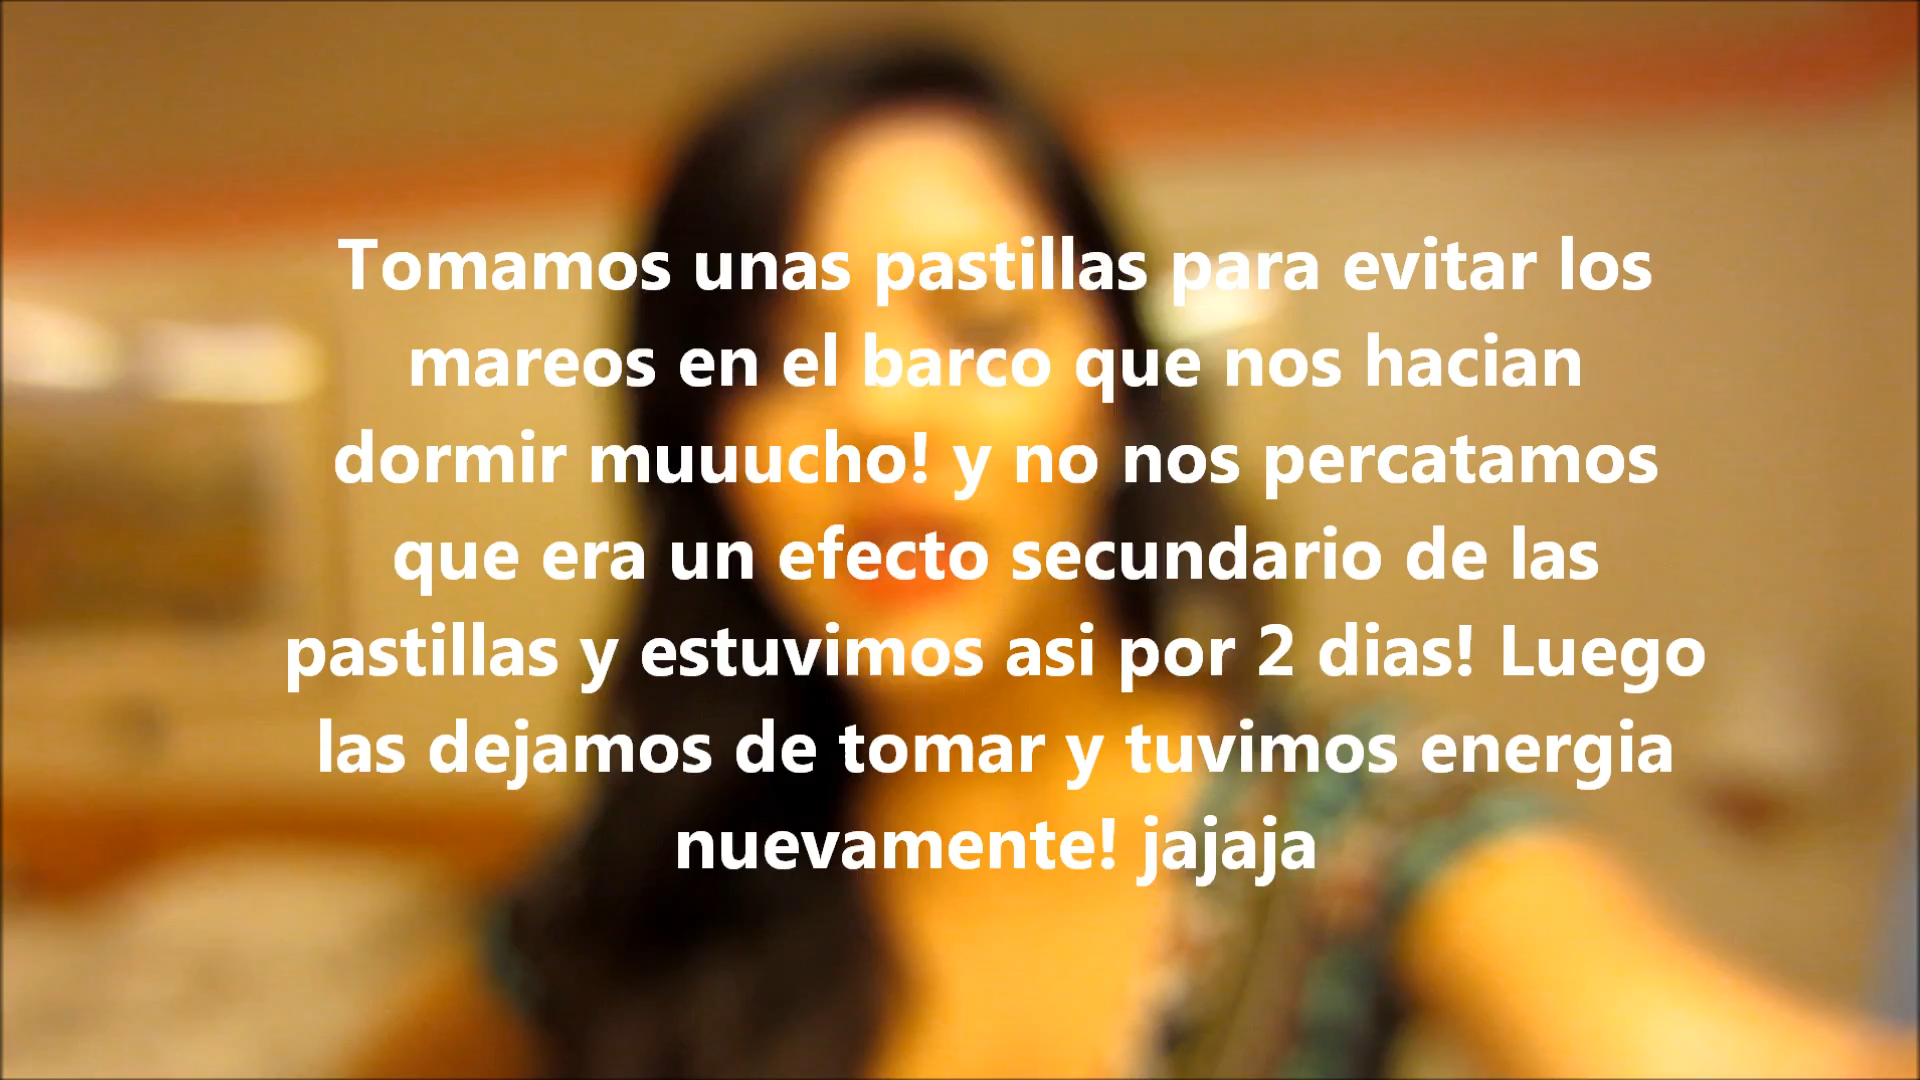 Tomamos unas pastillas para evitar los
mareos en el barco que nos hacian
dormir muuucho! y no nos percatamos
que era un efecto secundario de las
pastillas y estuvimos asi por 2 dias! Luego
las dejamos de tomar y tuvimos energia
nuevamente! jajaja